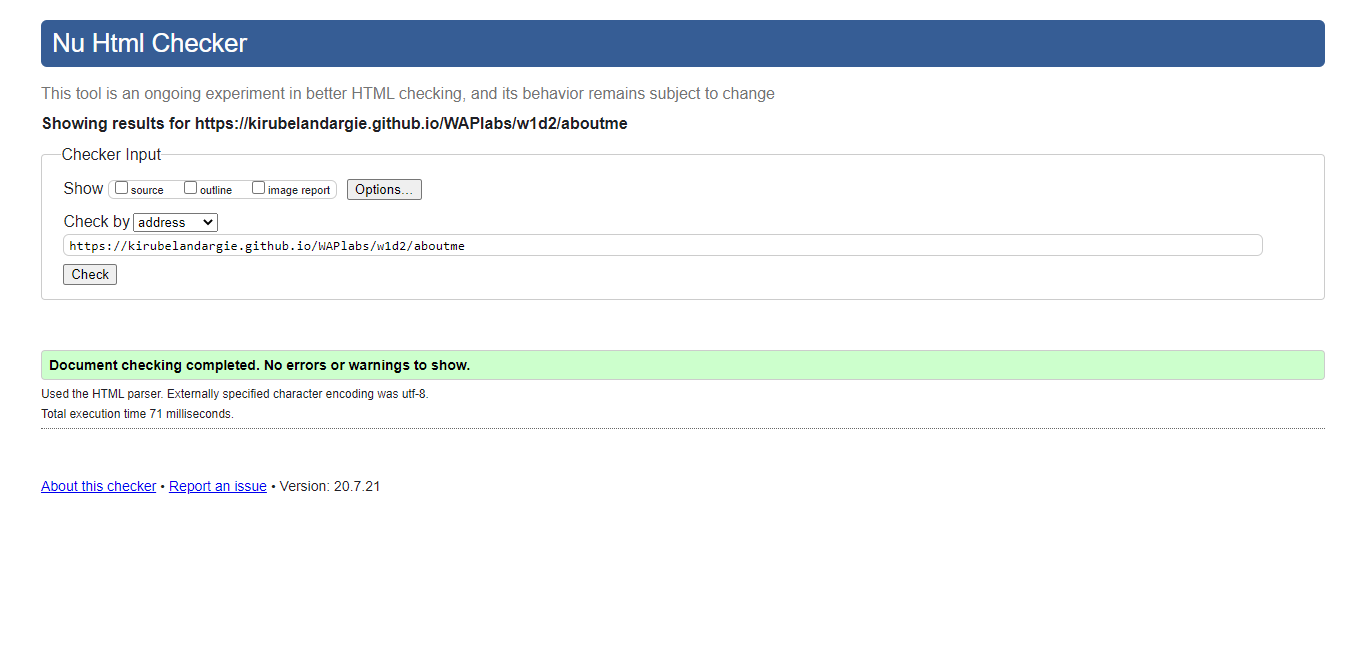 Nu Html Checker
This tool is an ongoing experiment in better HTML checking, and its behavior remains subject to change
Showing results for https://kirubelandargie.github.io/WAPlabs/w1d2/aboutme
Checker Input
Show source outline image report Options...
Check by address
https://kirubelandargie.github.io/WAPlabs/w1d2/aboutme
Check
Document checking completed. No errors or warnings to show.
Used the HTML parser. Externally specified character encoding was utf-8.
Total execution time 71 milliseconds.
About this checker • Report an issue • Version: 20.7.21